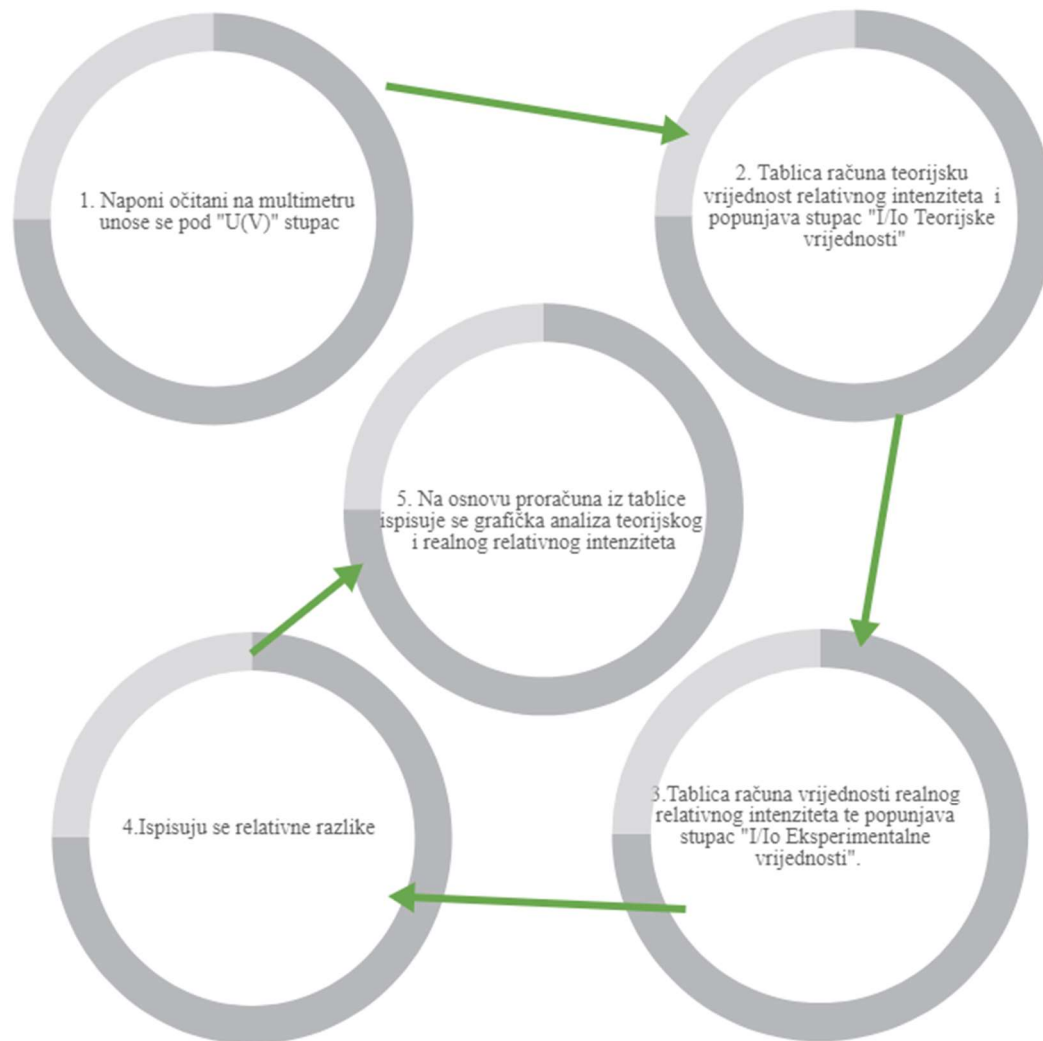 1. Naponi očitani na multimetru
unose se pod "U(V)" stupac
2. Tablica računa teorijsku
vrijednost relativnog intenziteta i
popunjava stupac "I/Io Teorijske
vrijednosti"
3.Tablica računa vrijednosti realnog
relativnog intenziteta te popunjava
stupac "I/Io Eksperimentalne
vrijednosti".
4.Ispisuju se relativne razlike
5. Na osnovu proračuna iz tablice
ispisuje se grafička analiza teorijskog
i realnog relativnog intenziteta